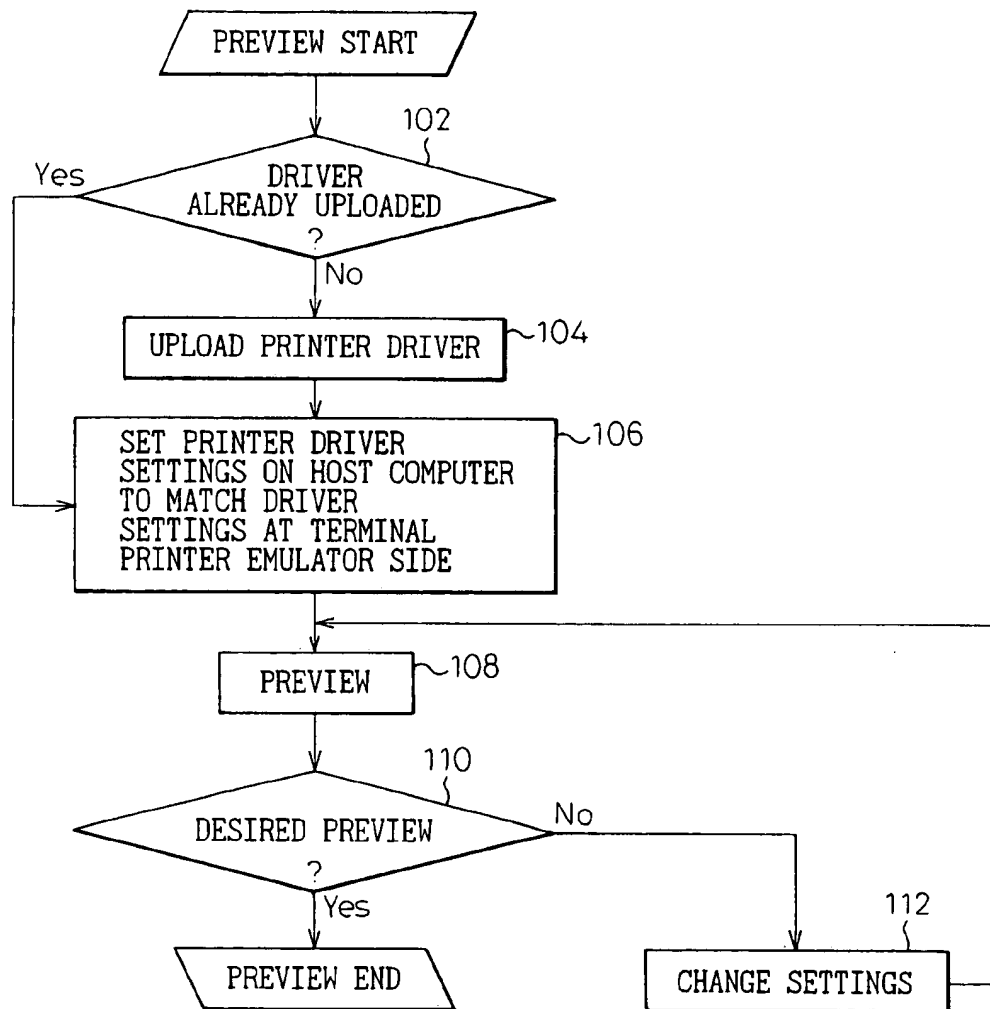 PREVIEW START
102
Yes
DRIVER
ALREADY UPLOADED
?
No
UPLOAD PRINTER DRIVER
104
SET PRINTER DRIVER
SETTINGS ON HOST COMPUTER
TO MATCH DRIVER
SETTINGS AT TERMINAL
PRINTER EMULATOR SIDE
106
PREVIEW
108
110
DESIRED PREVIEW
?
No
Yes
112
PREVIEW END
CHANGE SETTINGS